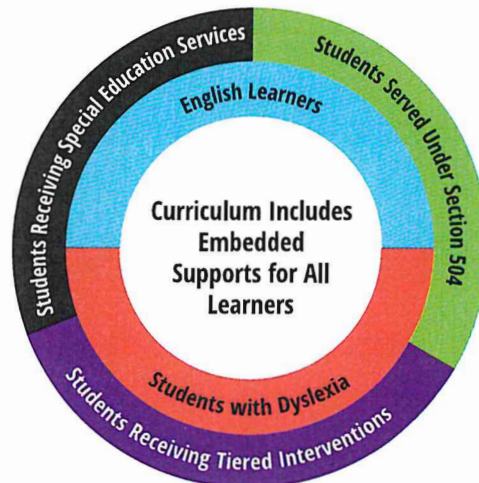 Students Receiving Special Education Services
Students Served Under Section 504
English Learners
Curriculum Includes
Embedded
Supports for All
Learners
Students with Dyslexia
Students Receiving Tiered Interventions